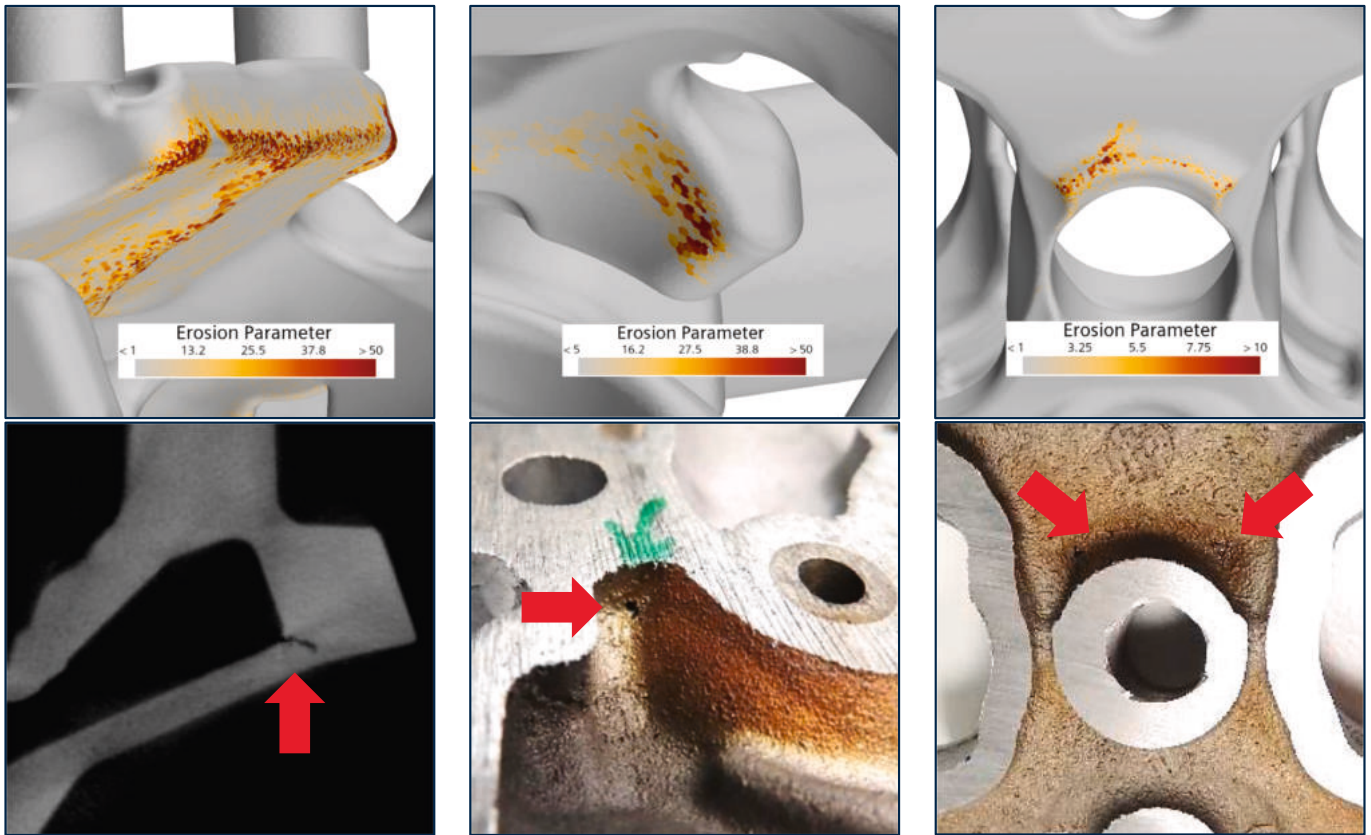 Erosion Parameter
< 1 13.2 25.5 37.8 > 50
Erosion Parameter
< 5 16.2 27.5 38.8 > 50
Erosion Parameter
< 1 3.25 5.5 7.75 > 10